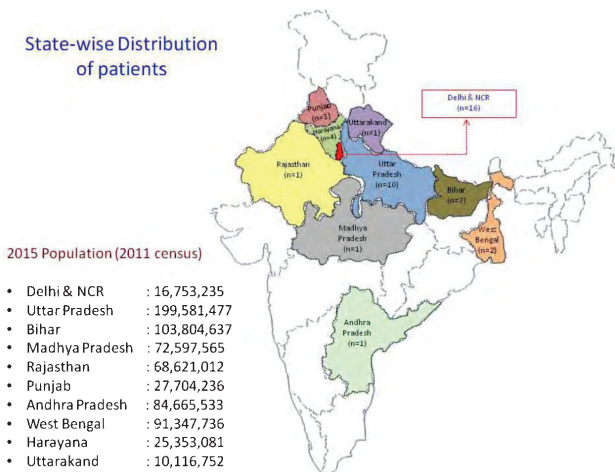 State-wise Distribution
of patients
Delhi & NCR
(n=16)
Punjab
(n=1)
Harayana
(n=4)
Uttarakand
(n=1)
Rajasthan
(n=1)
Uttar
Pradesh
(n=10)
Bihar
(n=7)
Madhya
Pradesh
(n=1)
West
Bengal
(n=2)
Andhra
Pradesh
(n=1)
2015 Population (2011 census)
• Delhi & NCR : 16,753,235
• Uttar Pradesh : 199,581,477
• Bihar : 103,804,637
• Madhya Pradesh : 72,597,565
• Rajasthan : 68,621,012
• Punjab : 27,704,236
• Andhra Pradesh : 84,665,533
• West Bengal : 91,347,736
• Harayana : 25,353,081
• Uttarakand : 10,116,752